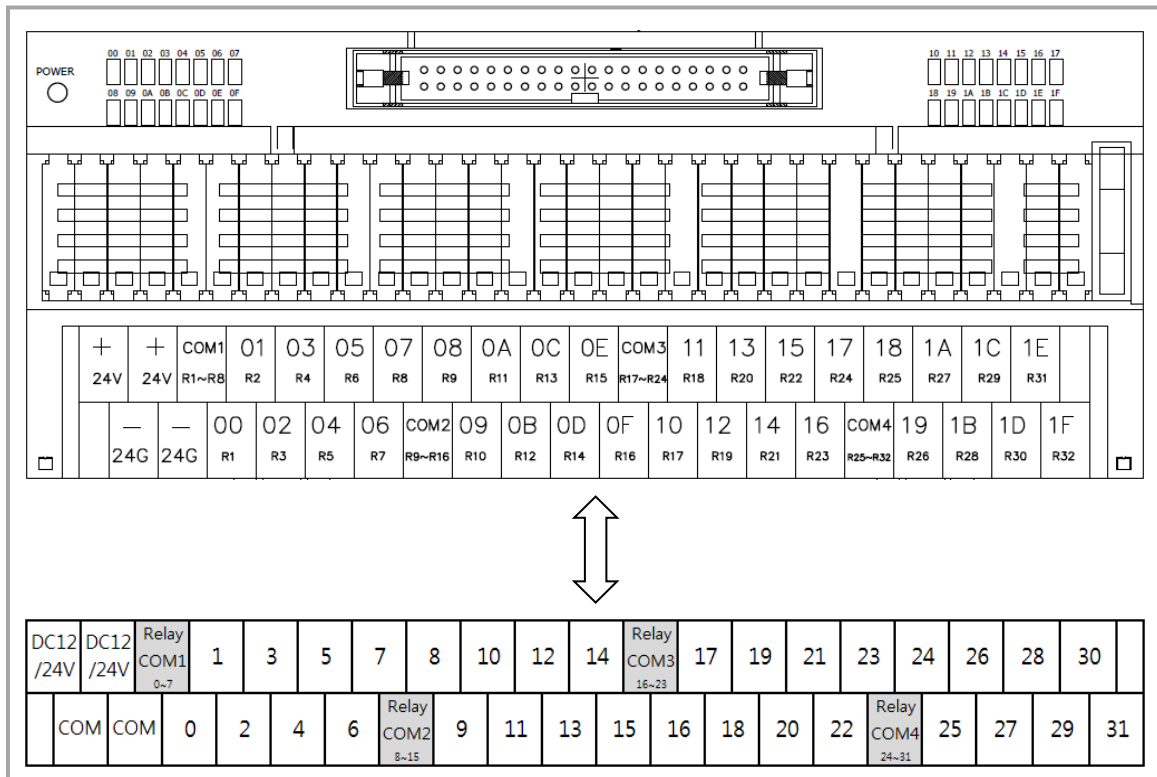 00 01 02 03 04 05 06 07
10 11 12 13 14 15 16 17
POWER
08 09 0A 0B 0C 0D 0E 0F
18 19 1A 1B 1C 1D 1E 1F
+ + COM1 01 03 05 07 08 0A 0C 0E COM3 11 13 15 17 18 1A 1C 1E
24V 24V R1~R8 R2 R4 R6 R8 R9 R11 R13 R15 R17~R24 R18 R20 R22 R24 R25 R27 R29 R31
— — 00 02 04 06 COM2 09 0B 0D 0F 10 12 14 16 COM4 19 1B 1D 1F
24G 24G R1 R3 R5 R7 R9~R16 R10 R12 R14 R16 R17 R19 R21 R23 R25~R32 R26 R28 R30 R32
DC12 DC12 Relay Relay
/24V /24V COM1 1 3 5 7 8 10 12 14 COM3 17 19 21 23 24 26 28 30
0~7 16~23
Relay Relay
COM COM 0 2 4 6 COM2 9 11 13 15 16 18 20 22 COM4 25 27 29 31
8~15 24~31